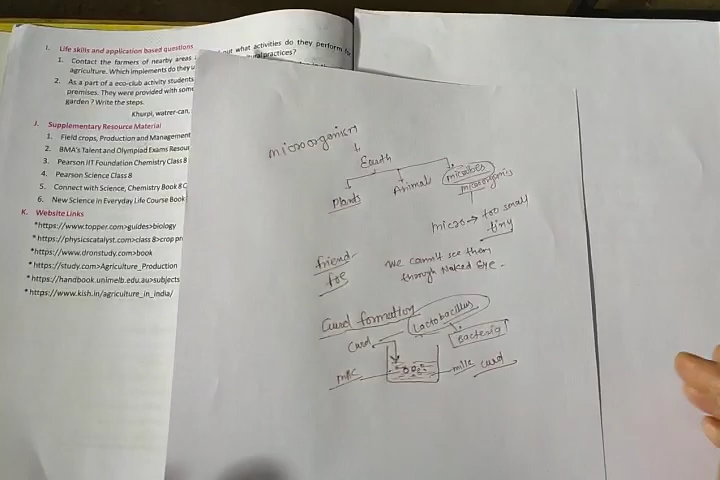 I. Life skills and application based questions
1. Contact the farmers of nearby areas
out what activities do they perform for
agriculture. Which implements do they u
ural practices?
2. As a part of a eco-club activity students
premises. They were provided with some
garden ? Write the steps.
Khurpi, watrer-can,
J. Supplementary Resource Material
1. Field crops, Production and Management
2. BMA's Talent and Olympiad Exams Resour
3. Pearson IIT Foundation Chemistry Class 8
4. Pearson Science Class 8
5. Connect with Science, Chemistry Book 8 C
6. New Science in Everyday Life Course Book
K. Website Links
*https://www.topper.com>guides>biology
*https://physicscatalyst.com>class 8>crop pr
*https://www.dronstudy.com>book
*https://study.com>Agriculture_Production
*https://handbook.unimelb.edu.au>subjects
*https://www.kish.in/agriculture_in_india/
microorganism
Earth
Plants Animal micalbes
microorganis
micro → too small
tiny
friend-
foe
we cannt see them
through Naked eye -
Curd formation Lactobacillus
Bacteria
Curd
milk milk curd